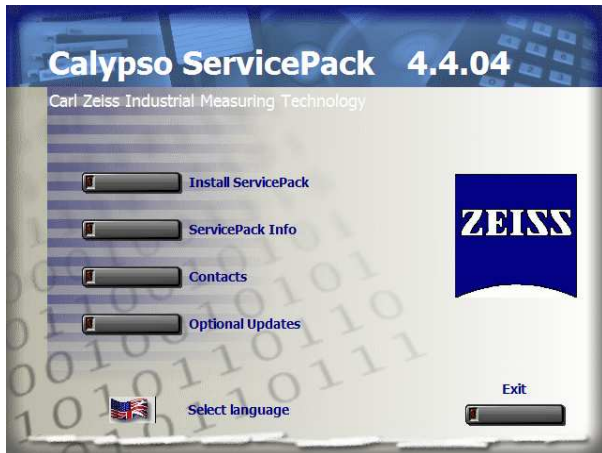 Calypso ServicePack 4.4.04
Carl Zeiss Industrial Measuring Technology
Install ServicePack
ZEISS
ServicePack Info
Contacts
Optional Updates
Select language
Exit